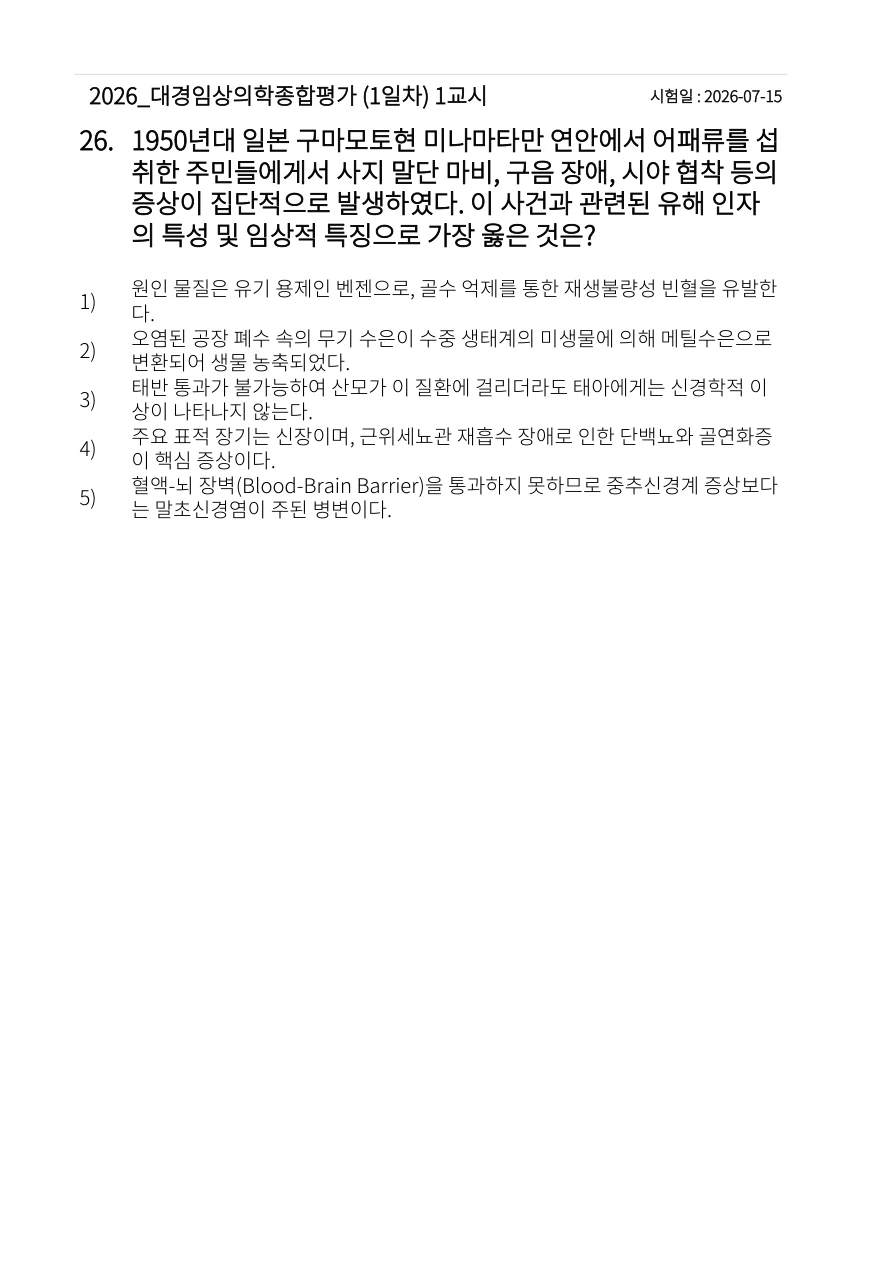 2026_대경임상의학종합평가 (1일차) 1교시
시험일 : 2026-07-15
26. 1950년대 일본 구마모토현 미나마타만 연안에서 어패류를 섭
취한 주민들에게서 사지 말단 마비, 구음 장애, 시야 협착 등의
증상이 집단적으로 발생하였다. 이 사건과 관련된 유해 인자
의 특성 및 임상적 특징으로 가장 옳은 것은?
1) 원인 물질은 유기 용제인 벤젠으로, 골수 억제를 통한 재생불량성 빈혈을 유발한
다.
2) 오염된 공장 폐수 속의 무기 수은이 수중 생태계의 미생물에 의해 메틸수은으로
변환되어 생물 농축되었다.
3) 태반 통과가 불가능하여 산모가 이 질환에 걸리더라도 태아에게는 신경학적 이
상이 나타나지 않는다.
4) 주요 표적 장기는 신장이며, 근위세뇨관 재흡수 장애로 인한 단백뇨와 골연화증
이 핵심 증상이다.
5) 혈액-뇌 장벽(Blood-Brain Barrier)을 통과하지 못하므로 중추신경계 증상보다
는 말초신경염이 주된 병변이다.